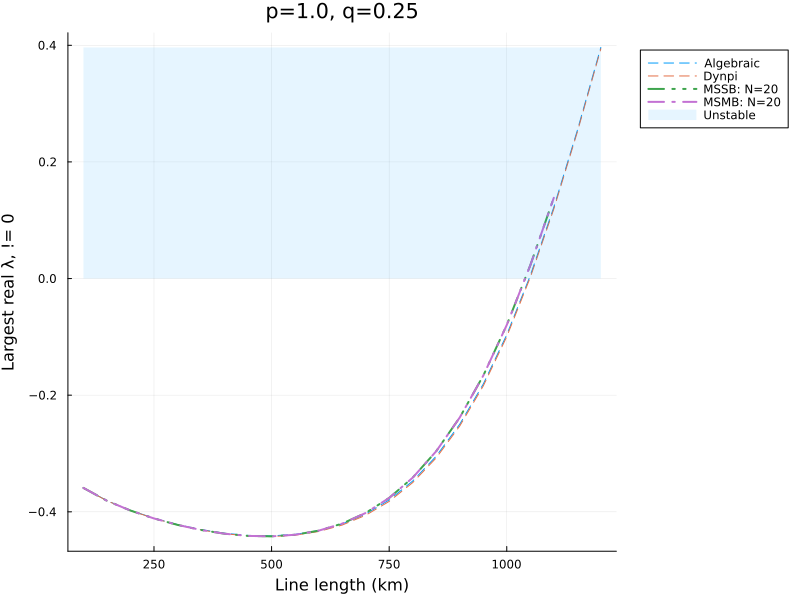 p=1.0, q=0.25
Largest real λ, != 0
0.4
0.2
0.0
−0.2
−0.4
250
500
750
1000
Line length (km)
Algebraic
Dynpi
MSSB: N=20
MSMB: N=20
Unstable